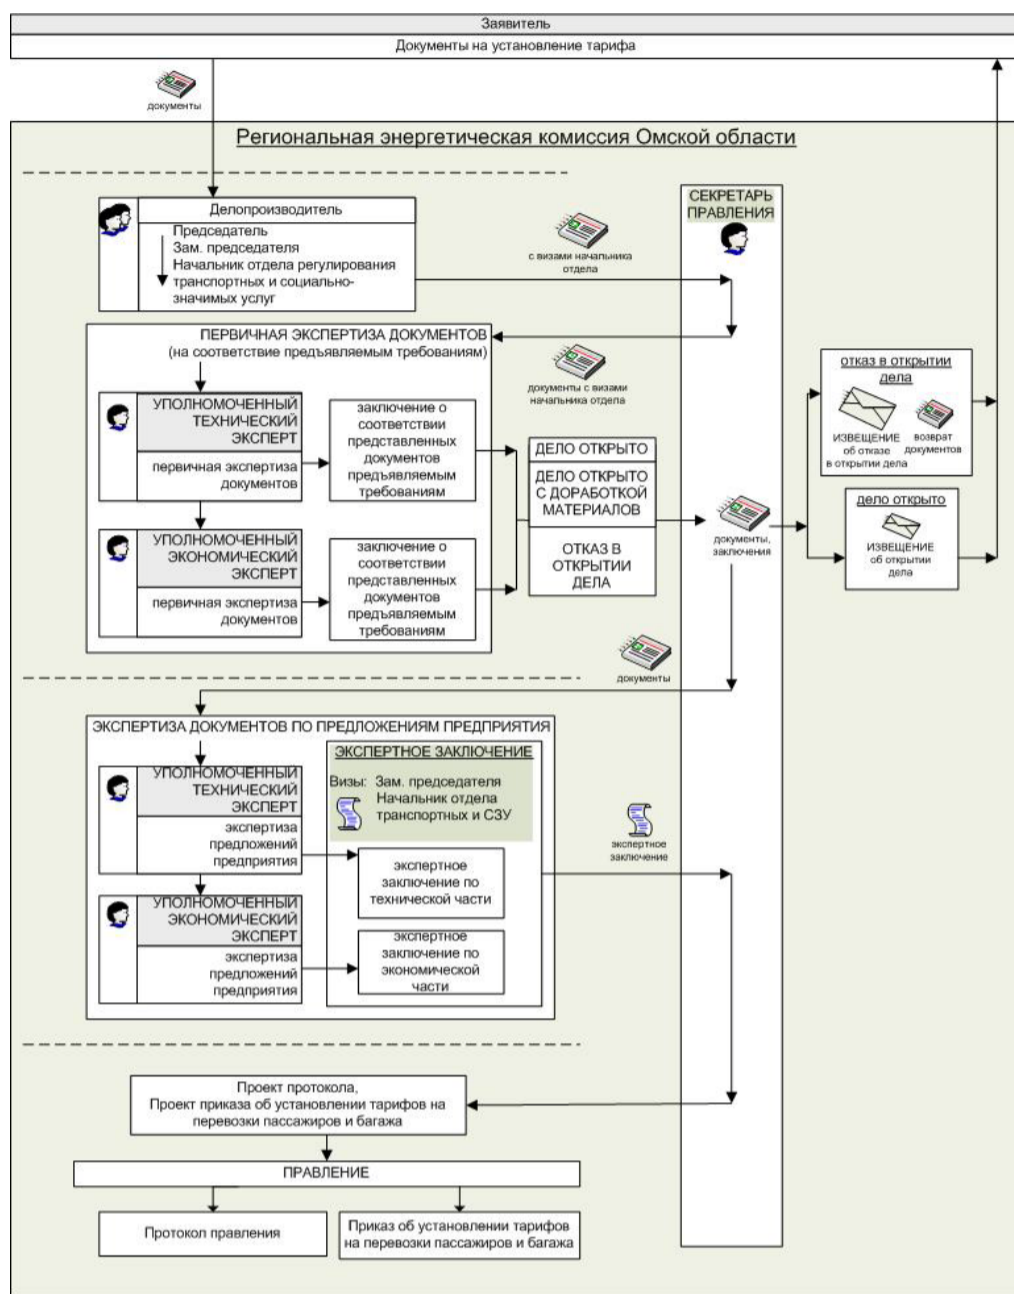 Заявитель
Документы на установление тарифа
документы
Региональная энергетическая комиссия Омской области
Делопроизводитель
Председатель
Зам. председателя
Начальник отдела регулирования
транспортных и социально-
значимых услуг
с визами начальника
отдела
СЕКРЕТАРЬ
ПРАВЛЕНИЯ
ПЕРВИЧНАЯ ЭКСПЕРТИЗА ДОКУМЕНТОВ
(на соответствие предъявляемым требованиям)
документы с визами
начальника отдела
УПОЛНОМОЧЕННЫЙ
ТЕХНИЧЕСКИЙ
ЭКСПЕРТ
первичная экспертиза
документов
заключение о
соответствии
представленных
документов
предъявляемым
требованиям
УПОЛНОМОЧЕННЫЙ
ЭКОНОМИЧЕСКИЙ
ЭКСПЕРТ
первичная экспертиза
документов
заключение о
соответствии
представленных
документов
предъявляемым
требованиям
ДЕЛО ОТКРЫТО
ДЕЛО ОТКРЫТО
С ДОРАБОТКОЙ
МАТЕРИАЛОВ
ОТКАЗ В
ОТКРЫТИИ
ДЕЛА
документы,
заключения
отказ в открытии
дела
ИЗВЕЩЕНИЕ
об отказе
в открытии дела
возврат
документов
дело открыто
ИЗВЕЩЕНИЕ
об открытии
дела
документы
ЭКСПЕРТИЗА ДОКУМЕНТОВ ПО ПРЕДЛОЖЕНИЯМ ПРЕДПРИЯТИЯ
ЭКСПЕРТНОЕ ЗАКЛЮЧЕНИЕ
Визы: Зам. председателя
Начальник отдела
транспортных и СЗУ
УПОЛНОМОЧЕННЫЙ
ТЕХНИЧЕСКИЙ
ЭКСПЕРТ
экспертиза
предложений
предприятия
экспертное
заключение по
технической части
УПОЛНОМОЧЕННЫЙ
ЭКОНОМИЧЕСКИЙ
ЭКСПЕРТ
экспертиза
предложений
предприятия
экспертное
заключение по
экономической
части
экспертное
заключение
Проект протокола,
Проект приказа об установлении тарифов на
перевозки пассажиров и багажа
ПРАВЛЕНИЕ
Протокол правления
Приказ об установлении тарифов
на перевозки пассажиров и багажа